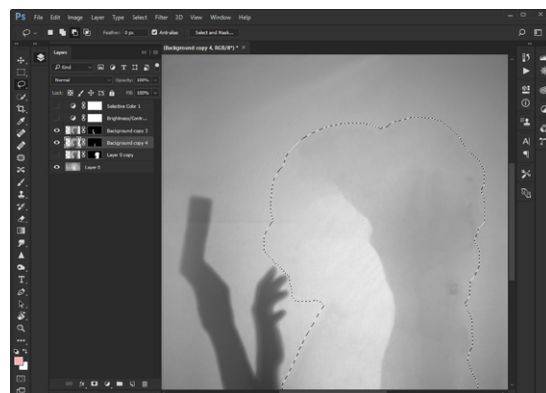 Ps File Edit Image Layer Type Select Filter 3D View Window Help
Feather: 0 px Anti-alias Select and Mask...
Layers
(Background copy 4, RGB/8*) * ×
Kind
Normal Opacity: 100%
Lock: Fill: 100%
Selective Color 1
Brightness/Contr...
Background copy 3
Background copy 4
Layer 0 copy
Layer 0
fx